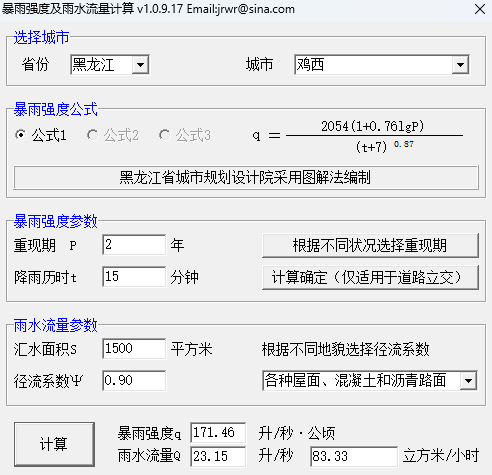 暴雨强度及雨水流量计算 v1.0.9.17 Email:jrwr@sina.com
选择城市
省份 黑龙江 城市 鸡西
暴雨强度公式
公式1 公式2 公式3 q = 2054(1+0.76lgP)
(t+7) 0.87
黑龙江省城市规划设计院采用图解法编制
暴雨强度参数
重现期 P 2 年 根据不同状况选择重现期
降雨历时t 15 分钟 计算确定（仅适用于道路立交）
雨水流量参数
汇水面积S 1500 平方米 根据不同地貌选择径流系数
径流系数Ψ 0.90 各种屋面、混凝土和沥青路面
计算
暴雨强度q 171.46 升/秒·公顷
雨水流量Q 23.15 升/秒 83.33 立方米/小时